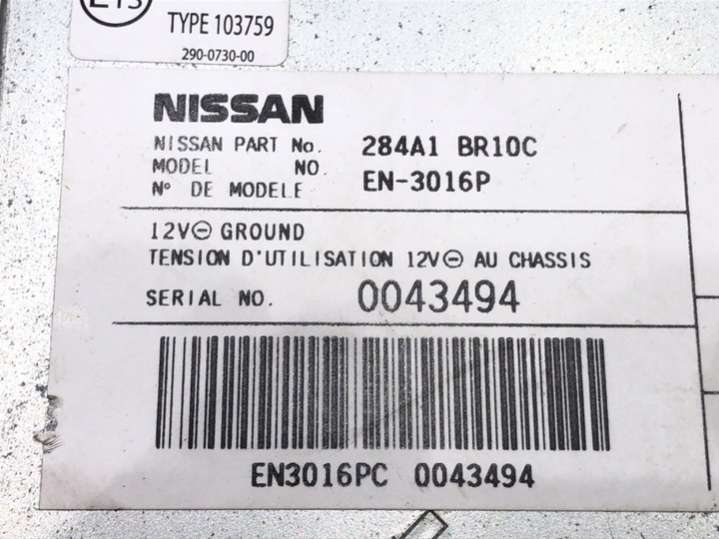 TYPE 103759
290-0730-00
NISSAN
NISSAN PART No. 284A1 BR10C
MODEL NO. EN-3016P
N° DE MODELE
12V⊖ GROUND
TENSION D'UTILISATION 12V⊖ AU CHASSIS
SERIAL NO. 0043494
EN3016PC 0043494